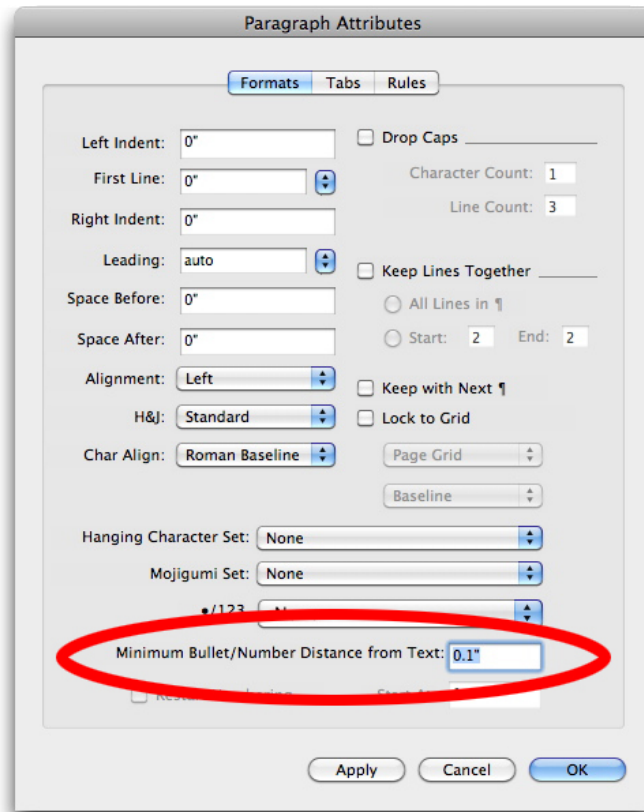 Paragraph Attributes
Formats Tabs Rules
Left Indent: 0"
First Line: 0"
Right Indent: 0"
Leading: auto
Space Before: 0"
Space After: 0"
Alignment: Left
H&J: Standard
Char Align: Roman Baseline
Drop Caps
Character Count: 1
Line Count: 3
Keep Lines Together
All Lines in ¶
Start: 2 End: 2
Keep with Next ¶
Lock to Grid
Page Grid
Baseline
Hanging Character Set: None
Mojigumi Set: None
•/123
Minimum Bullet/Number Distance from Text: 0.1"
Apply Cancel OK